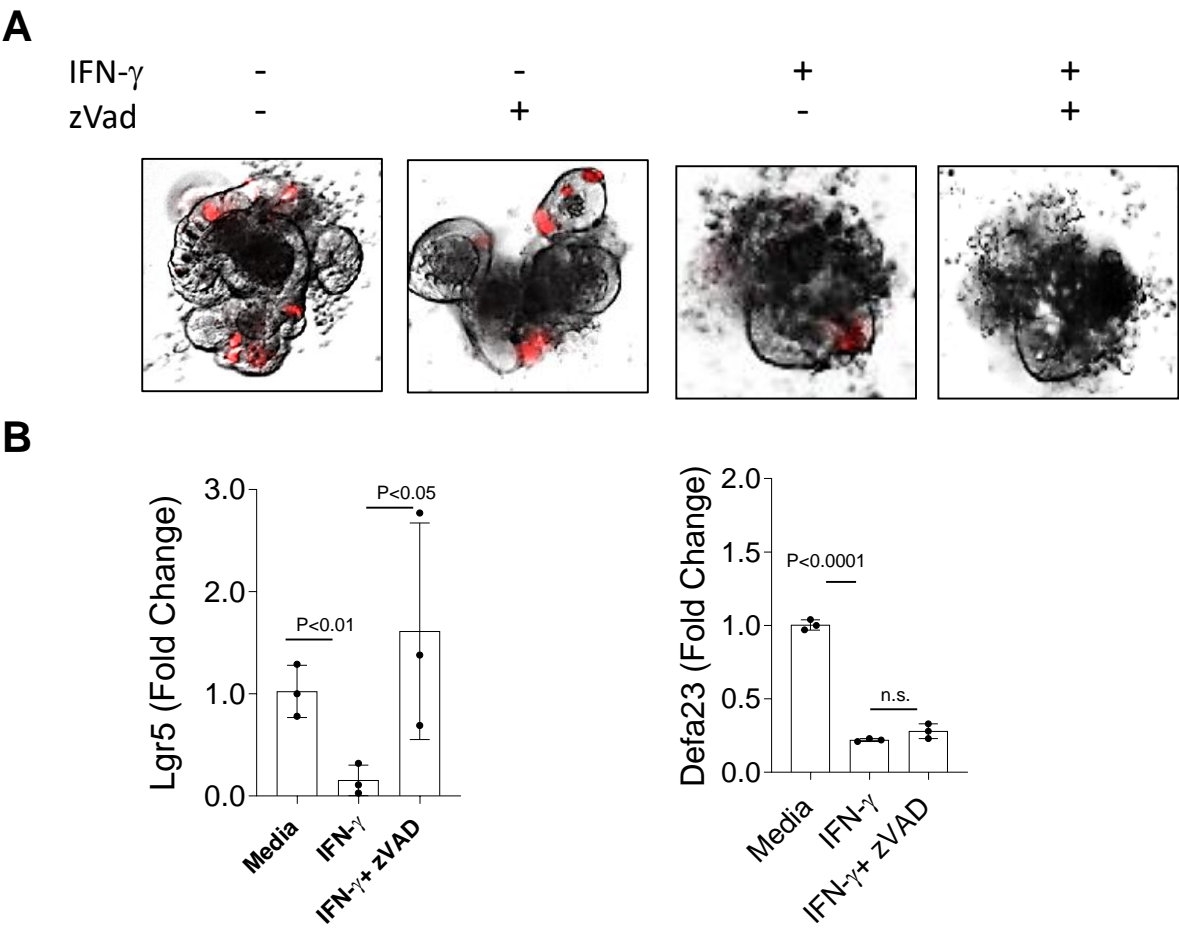 A
IFN-γ - - + +
zVad - + - +
B
Lgr5 (Fold Change)
3.0
2.0
1.0
0.0
P<0.01
P<0.05
Media
IFN-γ
IFN-γ+ zVAD
Defa23 (Fold Change)
2.0
1.5
1.0
0.5
0.0
P<0.0001
n.s.
Media
IFN-γ
IFN-γ+ zVAD